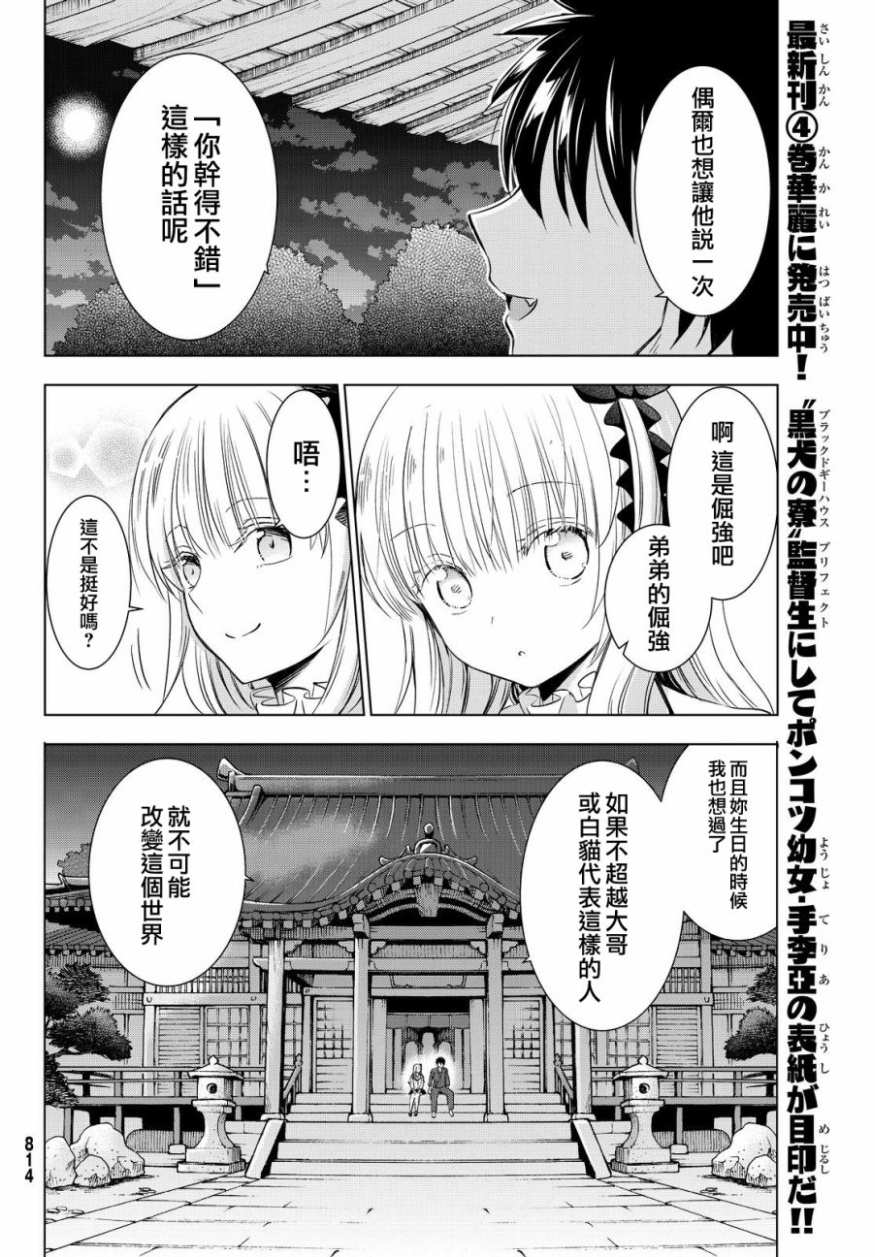 最新刊④巻華麗に発売中！
さいしんかん
かん
かれい
はつばいちゅう
〝黒犬の寮〟監督生にしてポンコツ幼女・手李亞の表紙が目印だ!!
ブラックドギーハウス
プリフェクト
ようじょ
てりあ
ひょうし
めじるし
偶爾也想讓他説一次
「你幹得不錯」
這樣的話呢
啊 這是倔強吧
弟弟的倔強
唔…
這不是挺好嗎？
而且妳生日的時候
我也想過了
如果不超越大哥
或白貓代表這樣的人
就不可能
改變這個世界
814